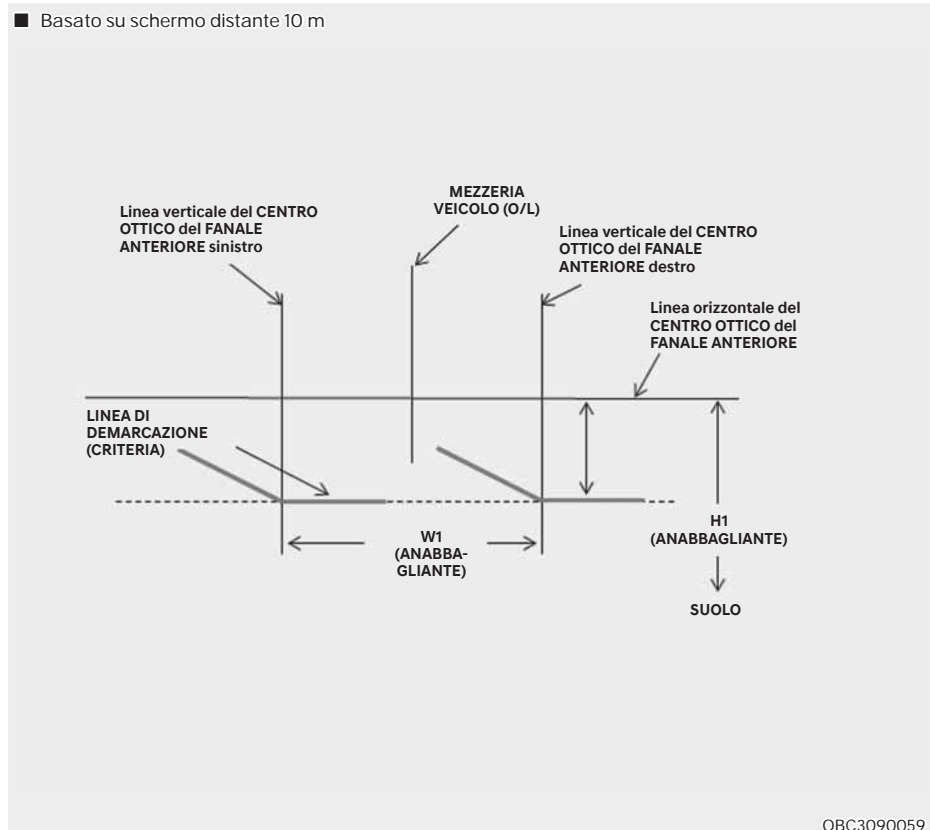 ■ Basato su schermo distante 10 m
MEZZERIA
VEICOLO (O/L)
Linea verticale del CENTRO
OTTICO del FANALE
ANTERIORE sinistro
Linea verticale del CENTRO
OTTICO del FANALE
ANTERIORE destro
Linea orizzontale del
CENTRO OTTICO del
FANALE ANTERIORE
LINEA DI
DEMARCAZIONE
(CRITERIA)
W1
(ANABBA-
GLIANTE)
H1
(ANABBAGLIANTE)
SUOLO
OBC3090059